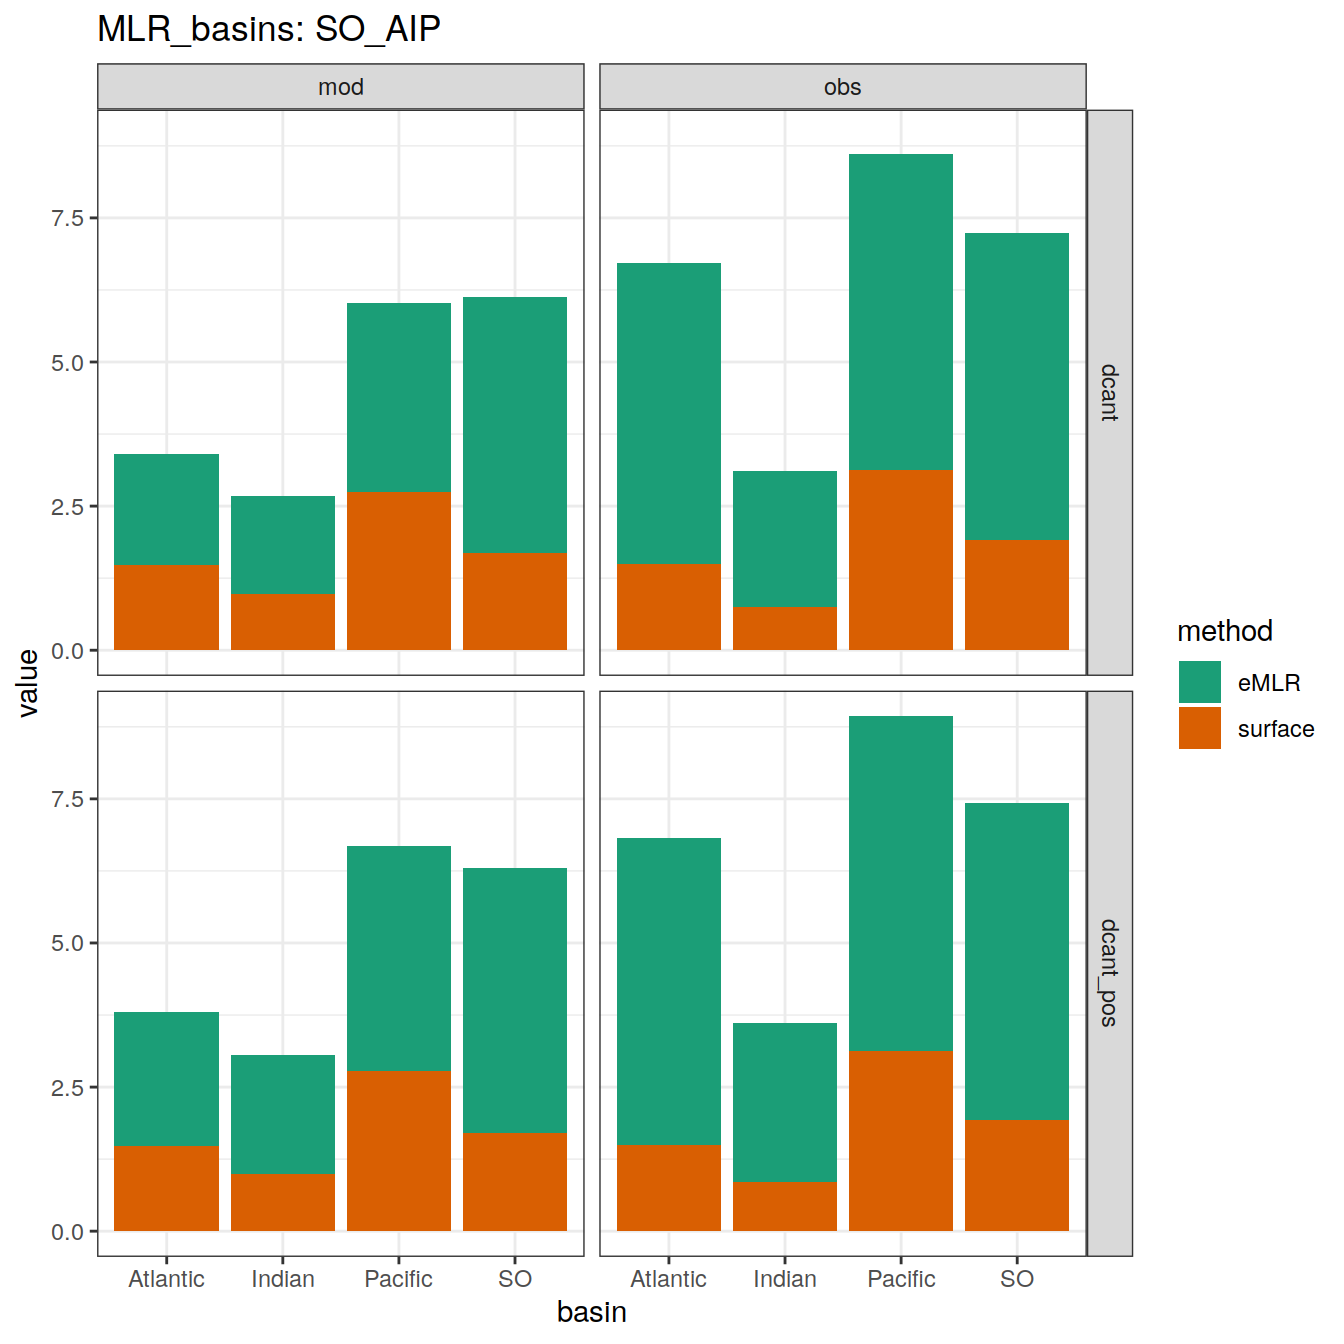 MLR_basins: SO_AIP
mod
obs
7.5
5.0
2.5
0.0
dcant
7.5
5.0
2.5
0.0
dcant_pos
value
Atlantic Indian Pacific SO
Atlantic Indian Pacific SO
basin
method
eMLR
surface